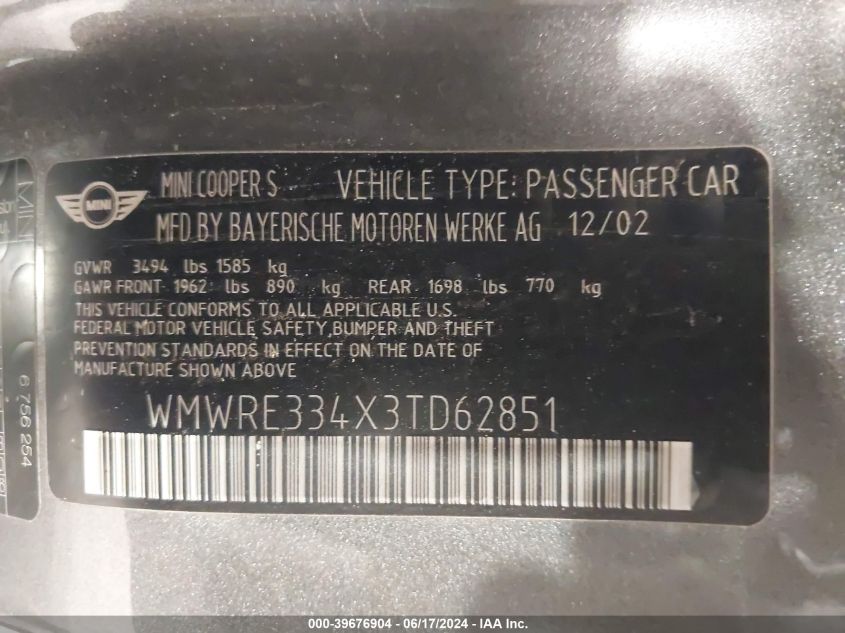 MINI
MINI COOPER S VEHICLE TYPE: PASSENGER CAR
MFD BY BAYERISCHE MOTOREN WERKE AG 12/02
GVWR 3494 lbs 1585 kg
GAWR FRONT 1962 lbs 890 kg REAR 1698 lbs 770 kg
THIS VEHICLE CONFORMS TO ALL APPLICABLE U.S.
FEDERAL MOTOR VEHICLE SAFETY,BUMPER AND THEFT
PREVENTION STANDARDS IN EFFECT ON THE DATE OF
MANUFACTURE SHOWN ABOVE
WMWRE334X3TD62851
MINI
6 756 254
000-39676904 - 06/17/2024 - IAA Inc.